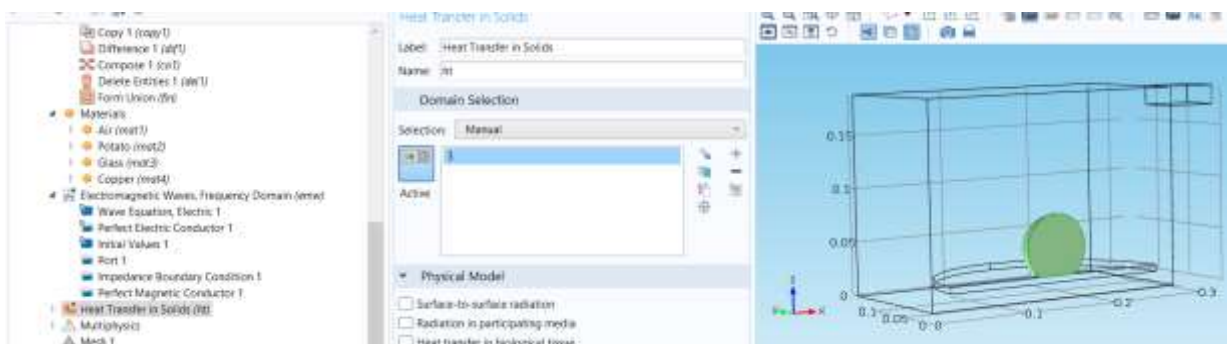 Copy 1 (copy1)
Difference 1 (dif1)
Compose 1 (co1)
Delete Entities 1 (del1)
Form Union (fin)
Materials
Air (mat1)
Potato (mat2)
Glass (mat3)
Copper (mat4)
Electromagnetic Waves, Frequency Domain (emw)
Wave Equation, Electric 1
Perfect Electric Conductor 1
Initial Values 1
Port 1
Impedance Boundary Condition 1
Perfect Magnetic Conductor 1
Heat Transfer in Solids (ht)
Multiphysics
Mesh 1
Heat Transfer in Solids
Label: Heat Transfer in Solids
Name: ht
Domain Selection
Selection: Manual
3
Active
Physical Model
Surface-to-surface radiation
Radiation in participating media
Heat transfer in biological tissue
0.15
0.1
0.05
0
0.1
0.05
0
0
0.1
0.2
0.3
z
y
x